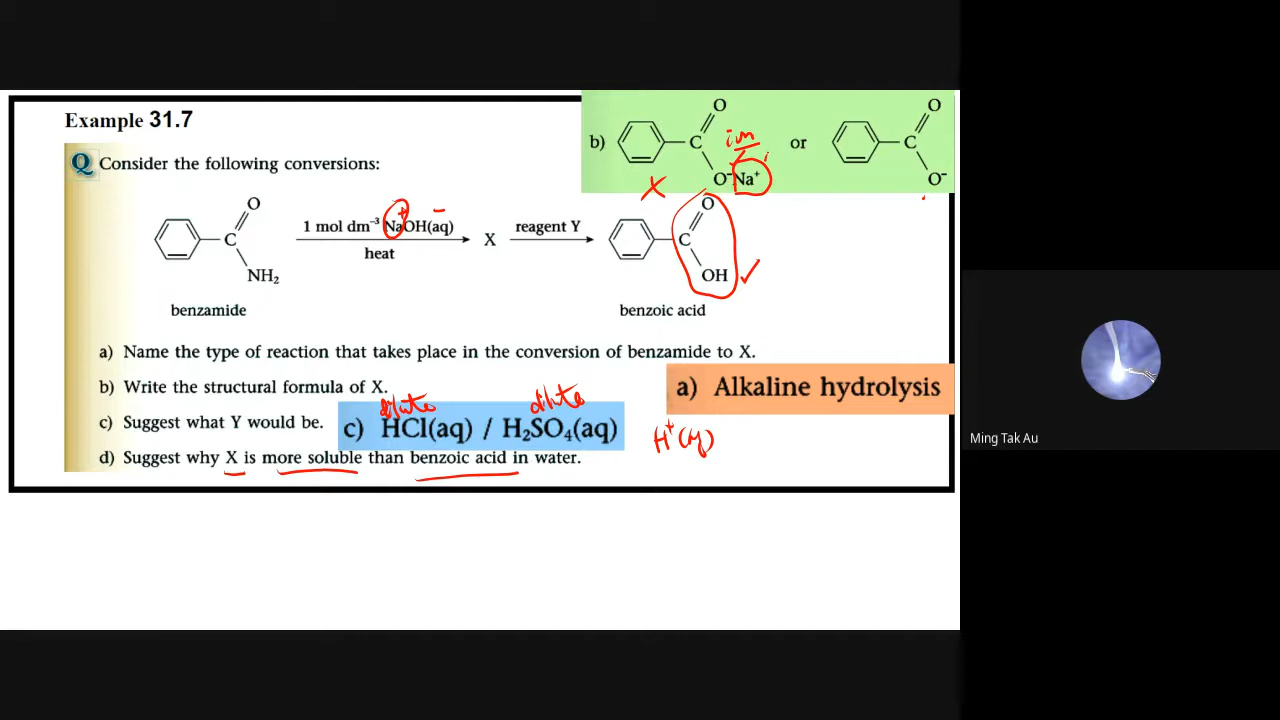 Example 31.7
Q Consider the following conversions:
b)
O
C
O⁻Na⁺
or
O
C
O⁻
O
C
NH₂
benzamide
1 mol dm⁻³ NaOH(aq)
heat
+
−
X
reagent Y
O
C
OH
benzoic acid
a) Name the type of reaction that takes place in the conversion of benzamide to X.
b) Write the structural formula of X.
a) Alkaline hydrolysis
c) Suggest what Y would be.
dilute
dilute
c) HCl(aq) / H₂SO₄(aq)
H⁺(aq)
d) Suggest why X is more soluble than benzoic acid in water.
Ming Tak Au